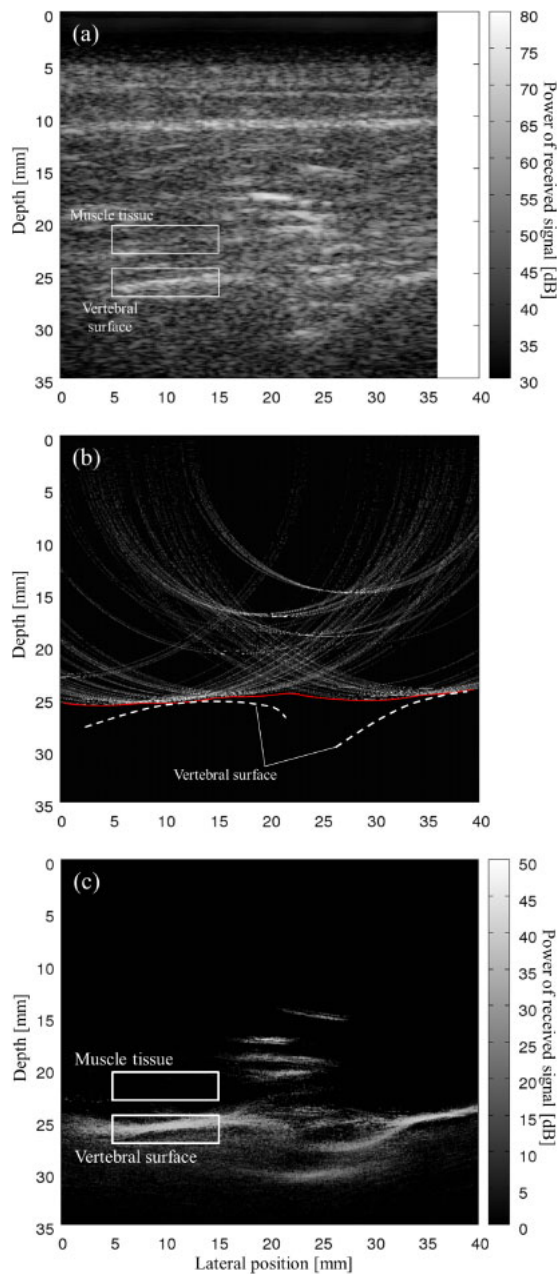 (a)
0
5
10
15
20
25
30
35
Depth [mm]
Muscle tissue
Vertebral
surface
0 5 10 15 20 25 30 35 40
80
75
70
65
60
55
50
45
40
35
30
Power of received signal [dB]
(b)
0
5
10
15
20
25
30
35
Depth [mm]
Vertebral surface
0 5 10 15 20 25 30 35 40
(c)
0
5
10
15
20
25
30
35
Depth [mm]
Muscle tissue
Vertebral surface
0 5 10 15 20 25 30 35 40
Lateral position [mm]
50
45
40
35
30
25
20
15
10
5
0
Power of received signal [dB]